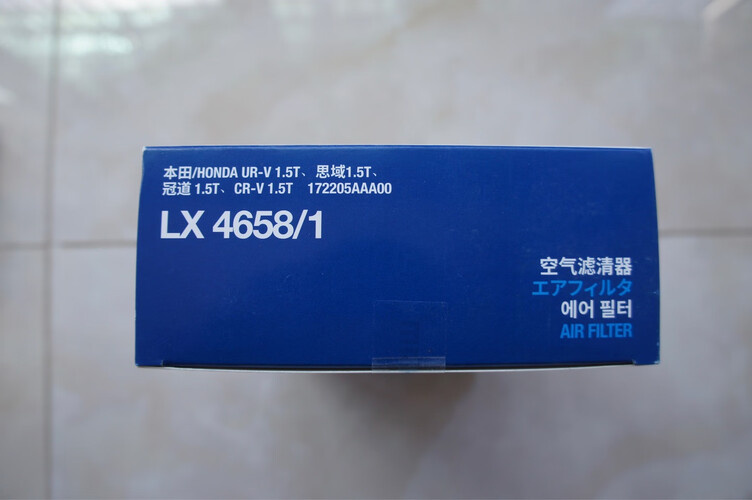 本田/HONDA UR-V 1.5T、思域1.5T、
冠道 1.5T、CR-V 1.5T 172205AAA00
LX 4658/1
空气滤清器
エアフィルタ
에어 필터
AIR FILTER